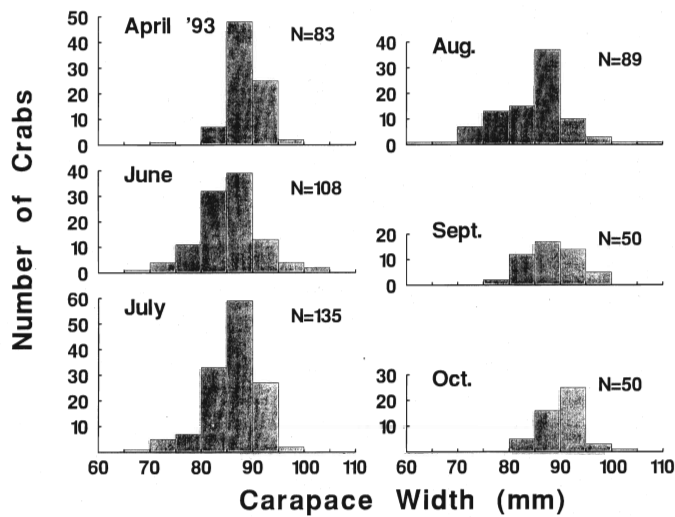 Number of Crabs
April '93
N=83
50
40
30
20
10
0
June
N=108
40
30
20
10
0
July
N=135
60
50
40
30
20
10
60 70 80 90 100 110
Aug.
N=89
40
30
20
10
0
Sept.
N=50
20
10
0
Oct.
N=50
30
20
10
60 70 80 90 100 110
Carapace Width (mm)